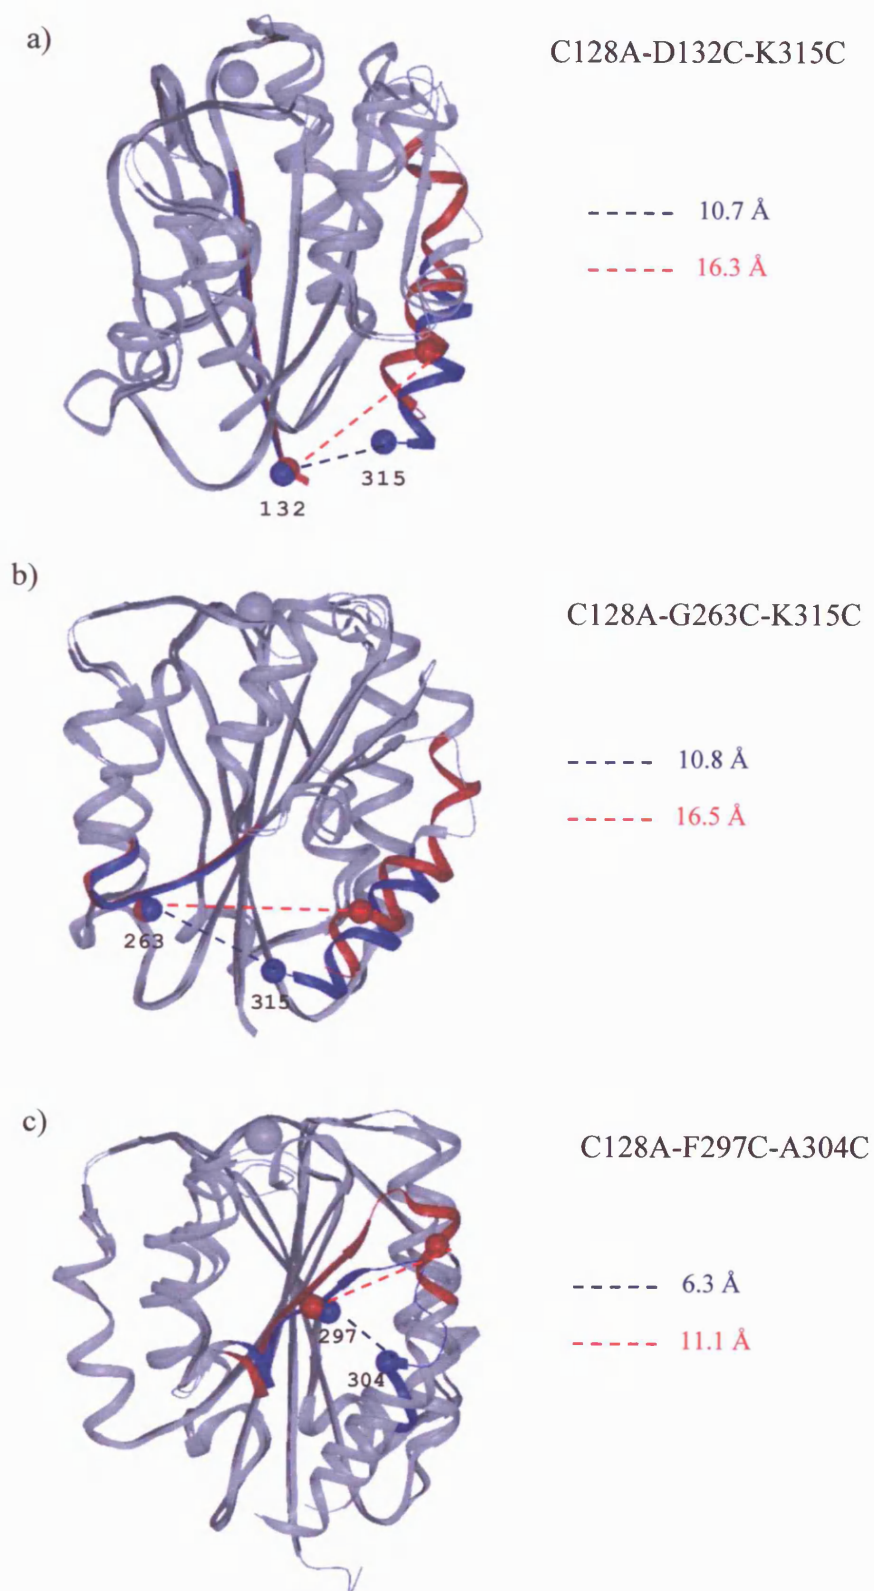 a)
C128A-D132C-K315C
10.7 Å
16.3 Å
315
132
b)
C128A-G263C-K315C
10.8 Å
16.5 Å
263
315
c)
C128A-F297C-A304C
6.3 Å
11.1 Å
297
304